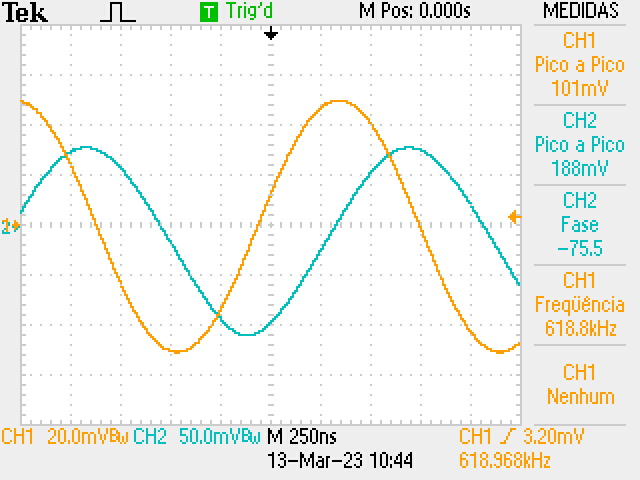 Tek T Trig'd M Pos: 0.000s MEDIDAS
CH1
Pico a Pico
101mV
CH2
Pico a Pico
188mV
CH2
Fase
-75.5
CH1
Freqüência
618.8kHz
CH1
Nenhum
1
2
CH1 20.0mVBw CH2 50.0mVBw M 250ns CH1 3.20mV
13-Mar-23 10:44 618.968kHz